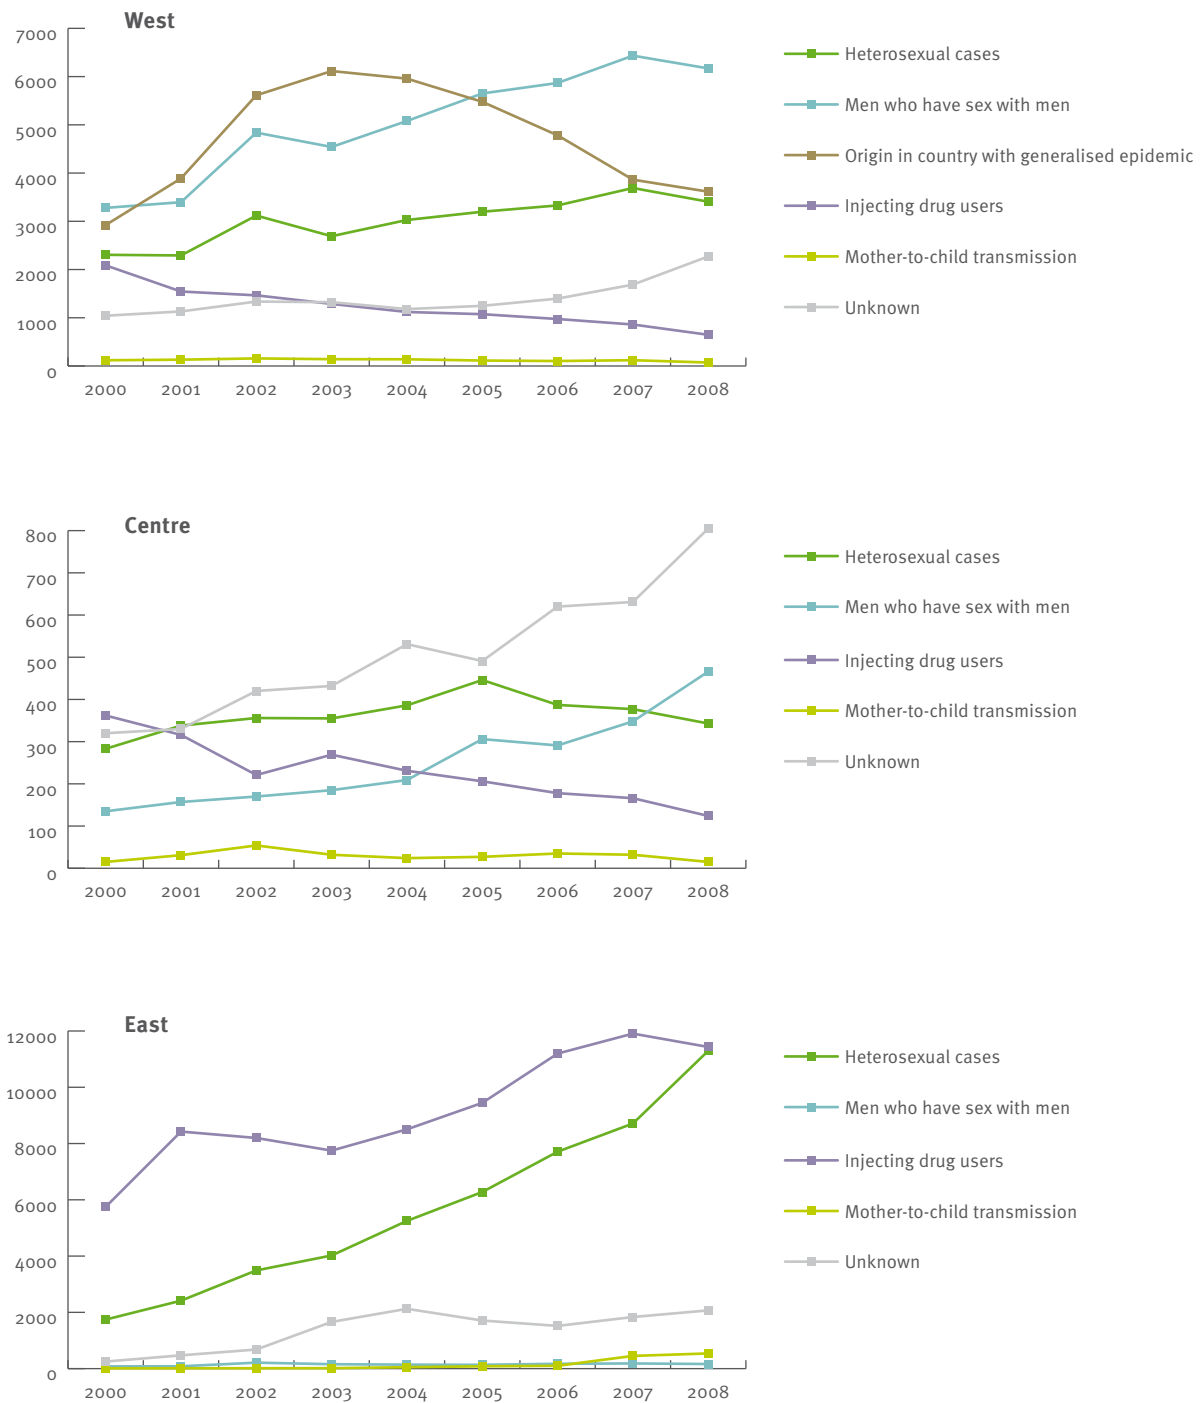 West
7000
6000
5000
4000
3000
2000
1000
0
2000 2001 2002 2003 2004 2005 2006 2007 2008
Heterosexual cases
Men who have sex with men
Origin in country with generalised epidemic
Injecting drug users
Mother-to-child transmission
Unknown
Centre
800
700
600
500
400
300
200
100
0
2000 2001 2002 2003 2004 2005 2006 2007 2008
Heterosexual cases
Men who have sex with men
Injecting drug users
Mother-to-child transmission
Unknown
East
12000
10000
8000
6000
4000
2000
0
2000 2001 2002 2003 2004 2005 2006 2007 2008
Heterosexual cases
Men who have sex with men
Injecting drug users
Mother-to-child transmission
Unknown